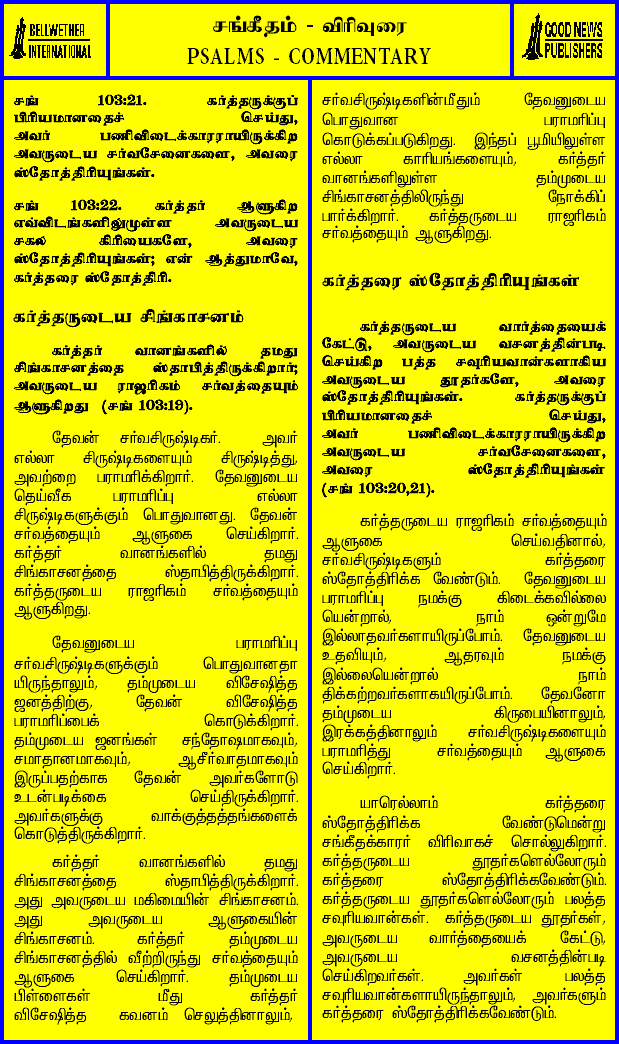 BELLWETHER
INTERNATIONAL
சங்கீதம் - விரிவுரை
PSALMS - COMMENTARY
GOOD NEWS
PUBLISHERS
சங் 103:21. கர்த்தருக்குப்
பிரியமானதைச் செய்து,
அவர் பணிவிடைக்காரராயிருக்கிற
அவருடைய சர்வசேனைகளை, அவரை
ஸ்தோத்திரியுங்கள்.
சங் 103:22. கர்த்தர் ஆளுகிற
எவ்விடங்களிலுமுள்ள அவருடைய
சகல கிரியைகளே, அவரை
ஸ்தோத்திரியுங்கள்; என் ஆத்துமாவே,
கர்த்தரை ஸ்தோத்திரி.
கர்த்தருடைய சிங்காசனம்
கர்த்தர் வானங்களில் தமது
சிங்காசனத்தை ஸ்தாபித்திருக்கிறார்;
அவருடைய ராஜரிகம் சர்வத்தையும்
ஆளுகிறது (சங் 103:19).
தேவன் சர்வசிருஷ்டிகர். அவர்
எல்லா சிருஷ்டிகளையும் சிருஷ்டித்து,
அவற்றை பராமரிக்கிறார். தேவனுடைய
தெய்வீக பராமரிப்பு எல்லா
சிருஷ்டிகளுக்கும் பொதுவானது. தேவன்
சர்வத்தையும் ஆளுகை செய்கிறார்.
கர்த்தர் வானங்களில் தமது
சிங்காசனத்தை ஸ்தாபித்திருக்கிறார்.
கர்த்தருடைய ராஜரிகம் சர்வத்தையும்
ஆளுகிறது.
தேவனுடைய பராமரிப்பு
சர்வசிருஷ்டிகளுக்கும் பொதுவானதா
யிருந்தாலும், தம்முடைய விசேஷித்த
ஜனத்திற்கு, தேவன் விசேஷித்த
பராமரிப்பைக் கொடுக்கிறார்.
தம்முடைய ஜனங்கள் சந்தோஷமாகவும்,
சமாதானமாகவும், ஆசீர்வாதமாகவும்
இருப்பதற்காக தேவன் அவர்களோடு
உடன்படிக்கை செய்திருக்கிறார்.
அவர்களுக்கு வாக்குத்தத்தங்களைக்
கொடுத்திருக்கிறார்.
கர்த்தர் வானங்களில் தமது
சிங்காசனத்தை ஸ்தாபித்திருக்கிறார்.
அது அவருடைய மகிமையின் சிங்காசனம்.
அது அவருடைய ஆளுகையின்
சிங்காசனம். கர்த்தர் தம்முடைய
சிங்காசனத்தில் வீற்றிருந்து சர்வத்தையும்
ஆளுகை செய்கிறார். தம்முடைய
பிள்ளைகள் மீது கர்த்தர்
விசேஷித்த கவனம் செலுத்தினாலும்,
சர்வசிருஷ்டிகளின்மீதும் தேவனுடைய
பொதுவான பராமரிப்பு
கொடுக்கப்படுகிறது. இந்தப் பூமியிலுள்ள
எல்லா காரியங்களையும், கர்த்தர்
வானங்களிலுள்ள தம்முடைய
சிங்காசனத்திலிருந்து நோக்கிப்
பார்க்கிறார். கர்த்தருடைய ராஜரிகம்
சர்வத்தையும் ஆளுகிறது.
கர்த்தரை ஸ்தோத்திரியுங்கள்
கர்த்தருடைய வார்த்தையைக்
கேட்டு, அவருடைய வசனத்தின்படி
செய்கிற பத்த சவுரியவான்களாகிய
அவருடைய தூதர்களே, அவரை
ஸ்தோத்திரியுங்கள். கர்த்தருக்குப்
பிரியமானதைச் செய்து,
அவர் பணிவிடைக்காரராயிருக்கிற
அவருடைய சர்வசேனைகளை,
அவரை ஸ்தோத்திரியுங்கள்
(சங் 103:20,21).
கர்த்தருடைய ராஜரிகம் சர்வத்தையும்
ஆளுகை செய்வதினால்,
சர்வசிருஷ்டிகளும் கர்த்தரை
ஸ்தோத்திரிக்க வேண்டும். தேவனுடைய
பராமரிப்பு நமக்கு கிடைக்கவில்லை
யென்றால், நாம் ஒன்றுமே
இல்லாதவர்களாயிருப்போம். தேவனுடைய
உதவியும், ஆதரவும் நமக்கு
இல்லையென்றால் நாம்
திக்கற்றவர்களாகயிருப்போம். தேவனோ
தம்முடைய கிருபையினாலும்,
இரக்கத்தினாலும் சர்வசிருஷ்டிகளையும்
பராமரித்து சர்வத்தையும் ஆளுகை
செய்கிறார்.
யாரெல்லாம் கர்த்தரை
ஸ்தோத்திரிக்க வேண்டுமென்று
சங்கீதக்காரர் விரிவாகச் சொல்லுகிறார்.
கர்த்தருடைய தூதர்களெல்லோரும்
கர்த்தரை ஸ்தோத்திரிக்கவேண்டும்.
கர்த்தருடைய தூதர்களெல்லோரும் பலத்த
சவுரியவான்கள். கர்த்தருடைய தூதர்கள்,
அவருடைய வார்த்தையைக் கேட்டு,
அவருடைய வசனத்தின்படி
செய்கிறவர்கள். அவர்கள் பலத்த
சவுரியவான்களாயிருந்தாலும், அவர்களும்
கர்த்தரை ஸ்தோத்திரிக்கவேண்டும்.